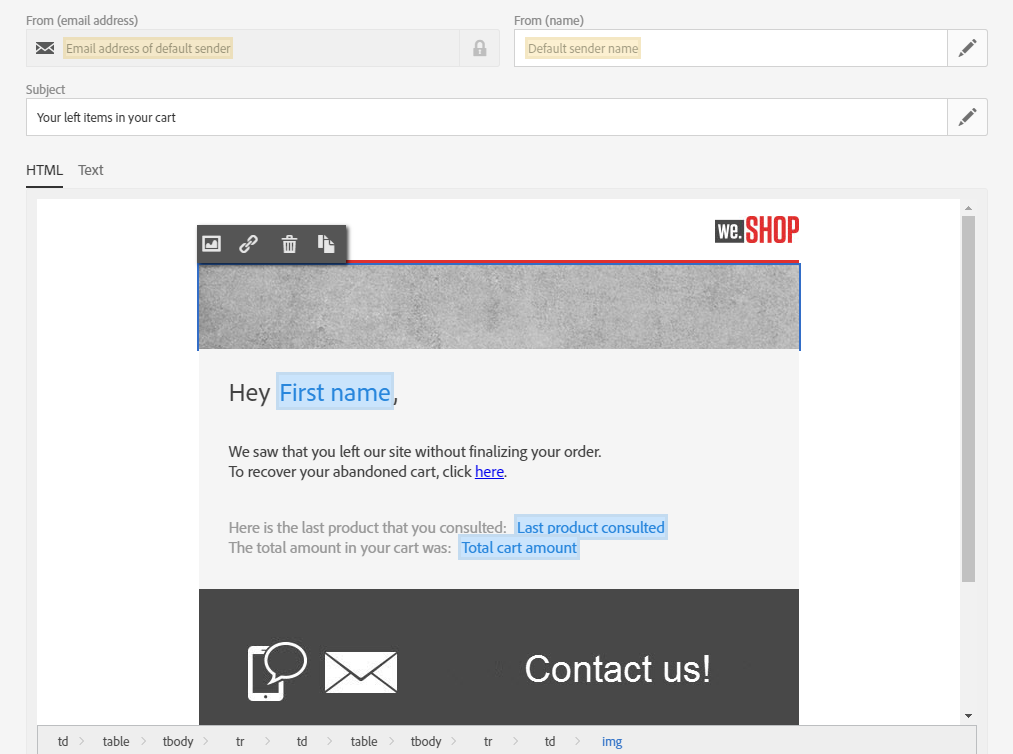 From (email address)
From (name)
Email address of default sender
Default sender name
Subject
Your left items in your cart
HTML Text
we.SHOP
Hey First name,
We saw that you left our site without finalizing your order.
To recover your abandoned cart, click here.
Here is the last product that you consulted: Last product consulted
The total amount in your cart was: Total cart amount
Contact us!
td table tbody tr td table tbody tr td img